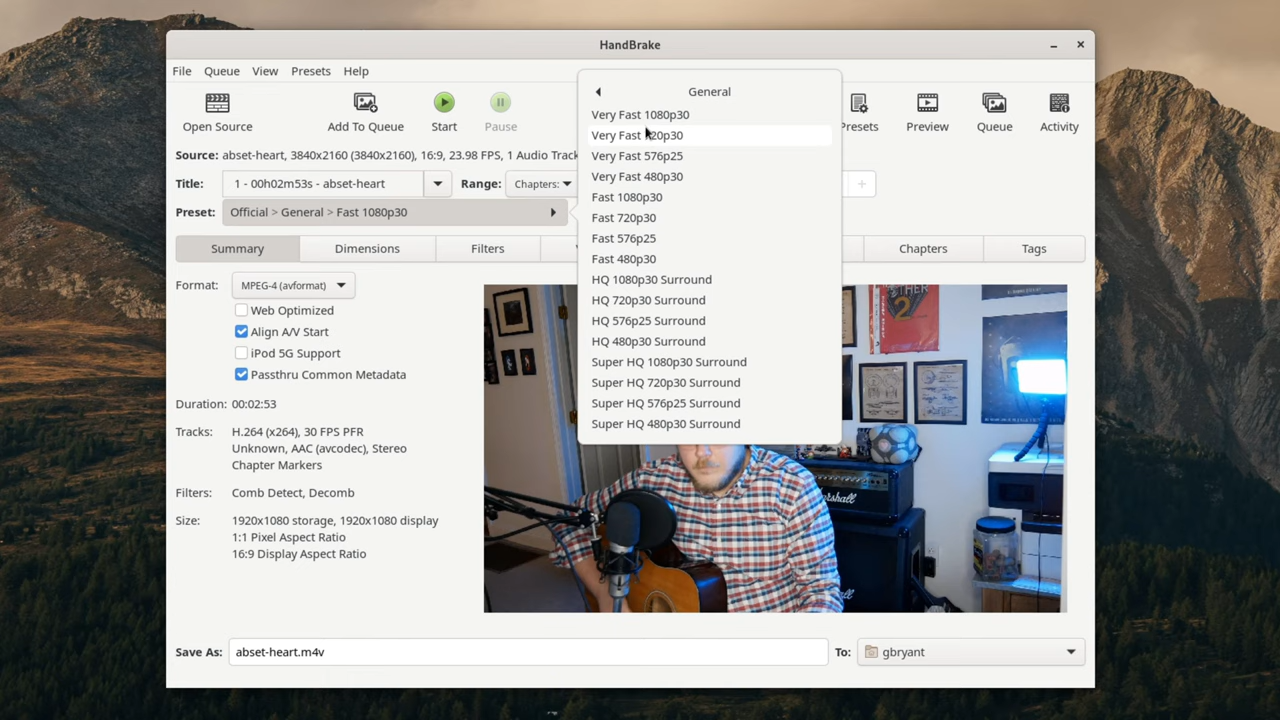 HandBrake
File Queue View Presets Help
Open Source Add To Queue Start Pause Presets Preview Queue Activity
Source: abset-heart, 3840x2160 (3840x2160), 16:9, 23.98 FPS, 1 Audio Track
Title: 1 - 00h02m53s - abset-heart Range: Chapters:
Preset: Official > General > Fast 1080p30
General
Very Fast 1080p30
Very Fast 720p30
Very Fast 576p25
Very Fast 480p30
Fast 1080p30
Fast 720p30
Fast 576p25
Fast 480p30
HQ 1080p30 Surround
HQ 720p30 Surround
HQ 576p25 Surround
HQ 480p30 Surround
Super HQ 1080p30 Surround
Super HQ 720p30 Surround
Super HQ 576p25 Surround
Super HQ 480p30 Surround
Summary Dimensions Filters Chapters Tags
Format: MPEG-4 (avformat)
Web Optimized
Align A/V Start
iPod 5G Support
Passthru Common Metadata
Duration: 00:02:53
Tracks: H.264 (x264), 30 FPS PFR
Unknown, AAC (avcodec), Stereo
Chapter Markers
Filters: Comb Detect, Decomb
Size: 1920x1080 storage, 1920x1080 display
1:1 Pixel Aspect Ratio
16:9 Display Aspect Ratio
2
Marshall
Save As: abset-heart.m4v To: gbryant